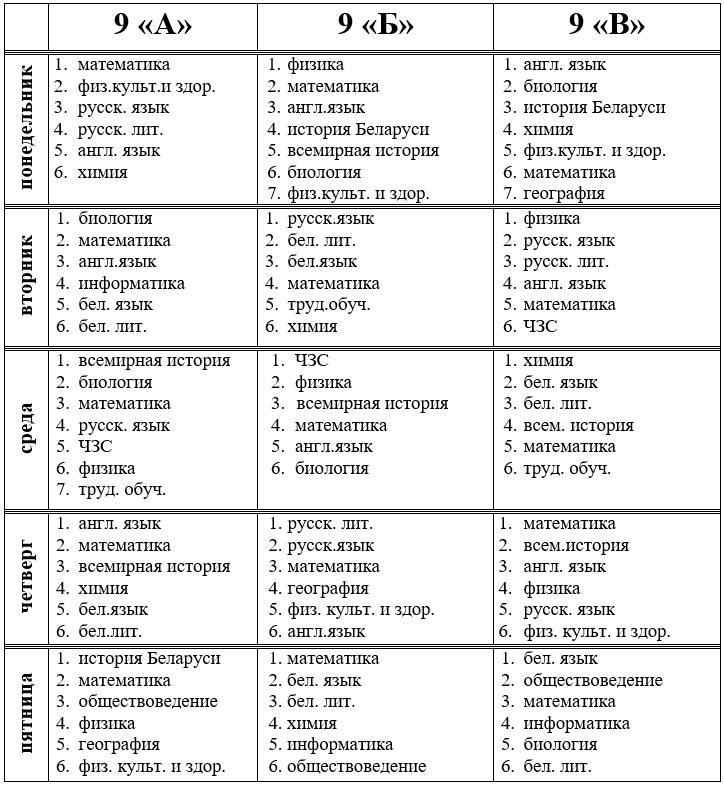 9 «А» 9 «Б» 9 «В»
понедельник
1. математика
2. физ.культ.и здор.
3. русск. язык
4. русск. лит.
5. англ. язык
6. химия
1. физика
2. математика
3. англ.язык
4. история Беларуси
5. всемирная история
6. биология
7. физ.культ. и здор.
1. англ. язык
2. биология
3. история Беларуси
4. химия
5. физ.культ. и здор.
6. математика
7. география
вторник
1. биология
2. математика
3. англ.язык
4. информатика
5. бел. язык
6. бел. лит.
1. русск.язык
2. бел. лит.
3. бел.язык
4. математика
5. труд.обуч.
6. химия
1. физика
2. русск. язык
3. русск. лит.
4. англ. язык
5. математика
6. ЧЗС
среда
1. всемирная история
2. биология
3. математика
4. русск. язык
5. ЧЗС
6. физика
7. труд. обуч.
1. ЧЗС
2. физика
3. всемирная история
4. математика
5. англ.язык
6. биология
1. химия
2. бел. язык
3. бел. лит.
4. всем. история
5. математика
6. труд. обуч.
четверг
1. англ. язык
2. математика
3. всемирная история
4. химия
5. бел.язык
6. бел.лит.
1. русск. лит.
2. русск.язык
3. математика
4. география
5. физ. культ. и здор.
6. англ.язык
1. математика
2. всем.история
3. англ. язык
4. физика
5. русск. язык
6. физ. культ. и здор.
пятница
1. история Беларуси
2. математика
3. обществоведение
4. физика
5. география
6. физ. культ. и здор.
1. математика
2. бел. язык
3. бел. лит.
4. химия
5. информатика
6. обществоведение
1. бел. язык
2. обществоведение
3. математика
4. информатика
5. биология
6. бел. лит.